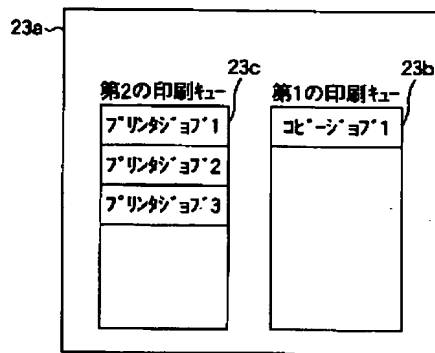 23a
23c
23b
第2の印刷キュー
第1の印刷キュー
プリンタジョブ1
コピージョブ1
プリンタジョブ2
プリンタジョブ3